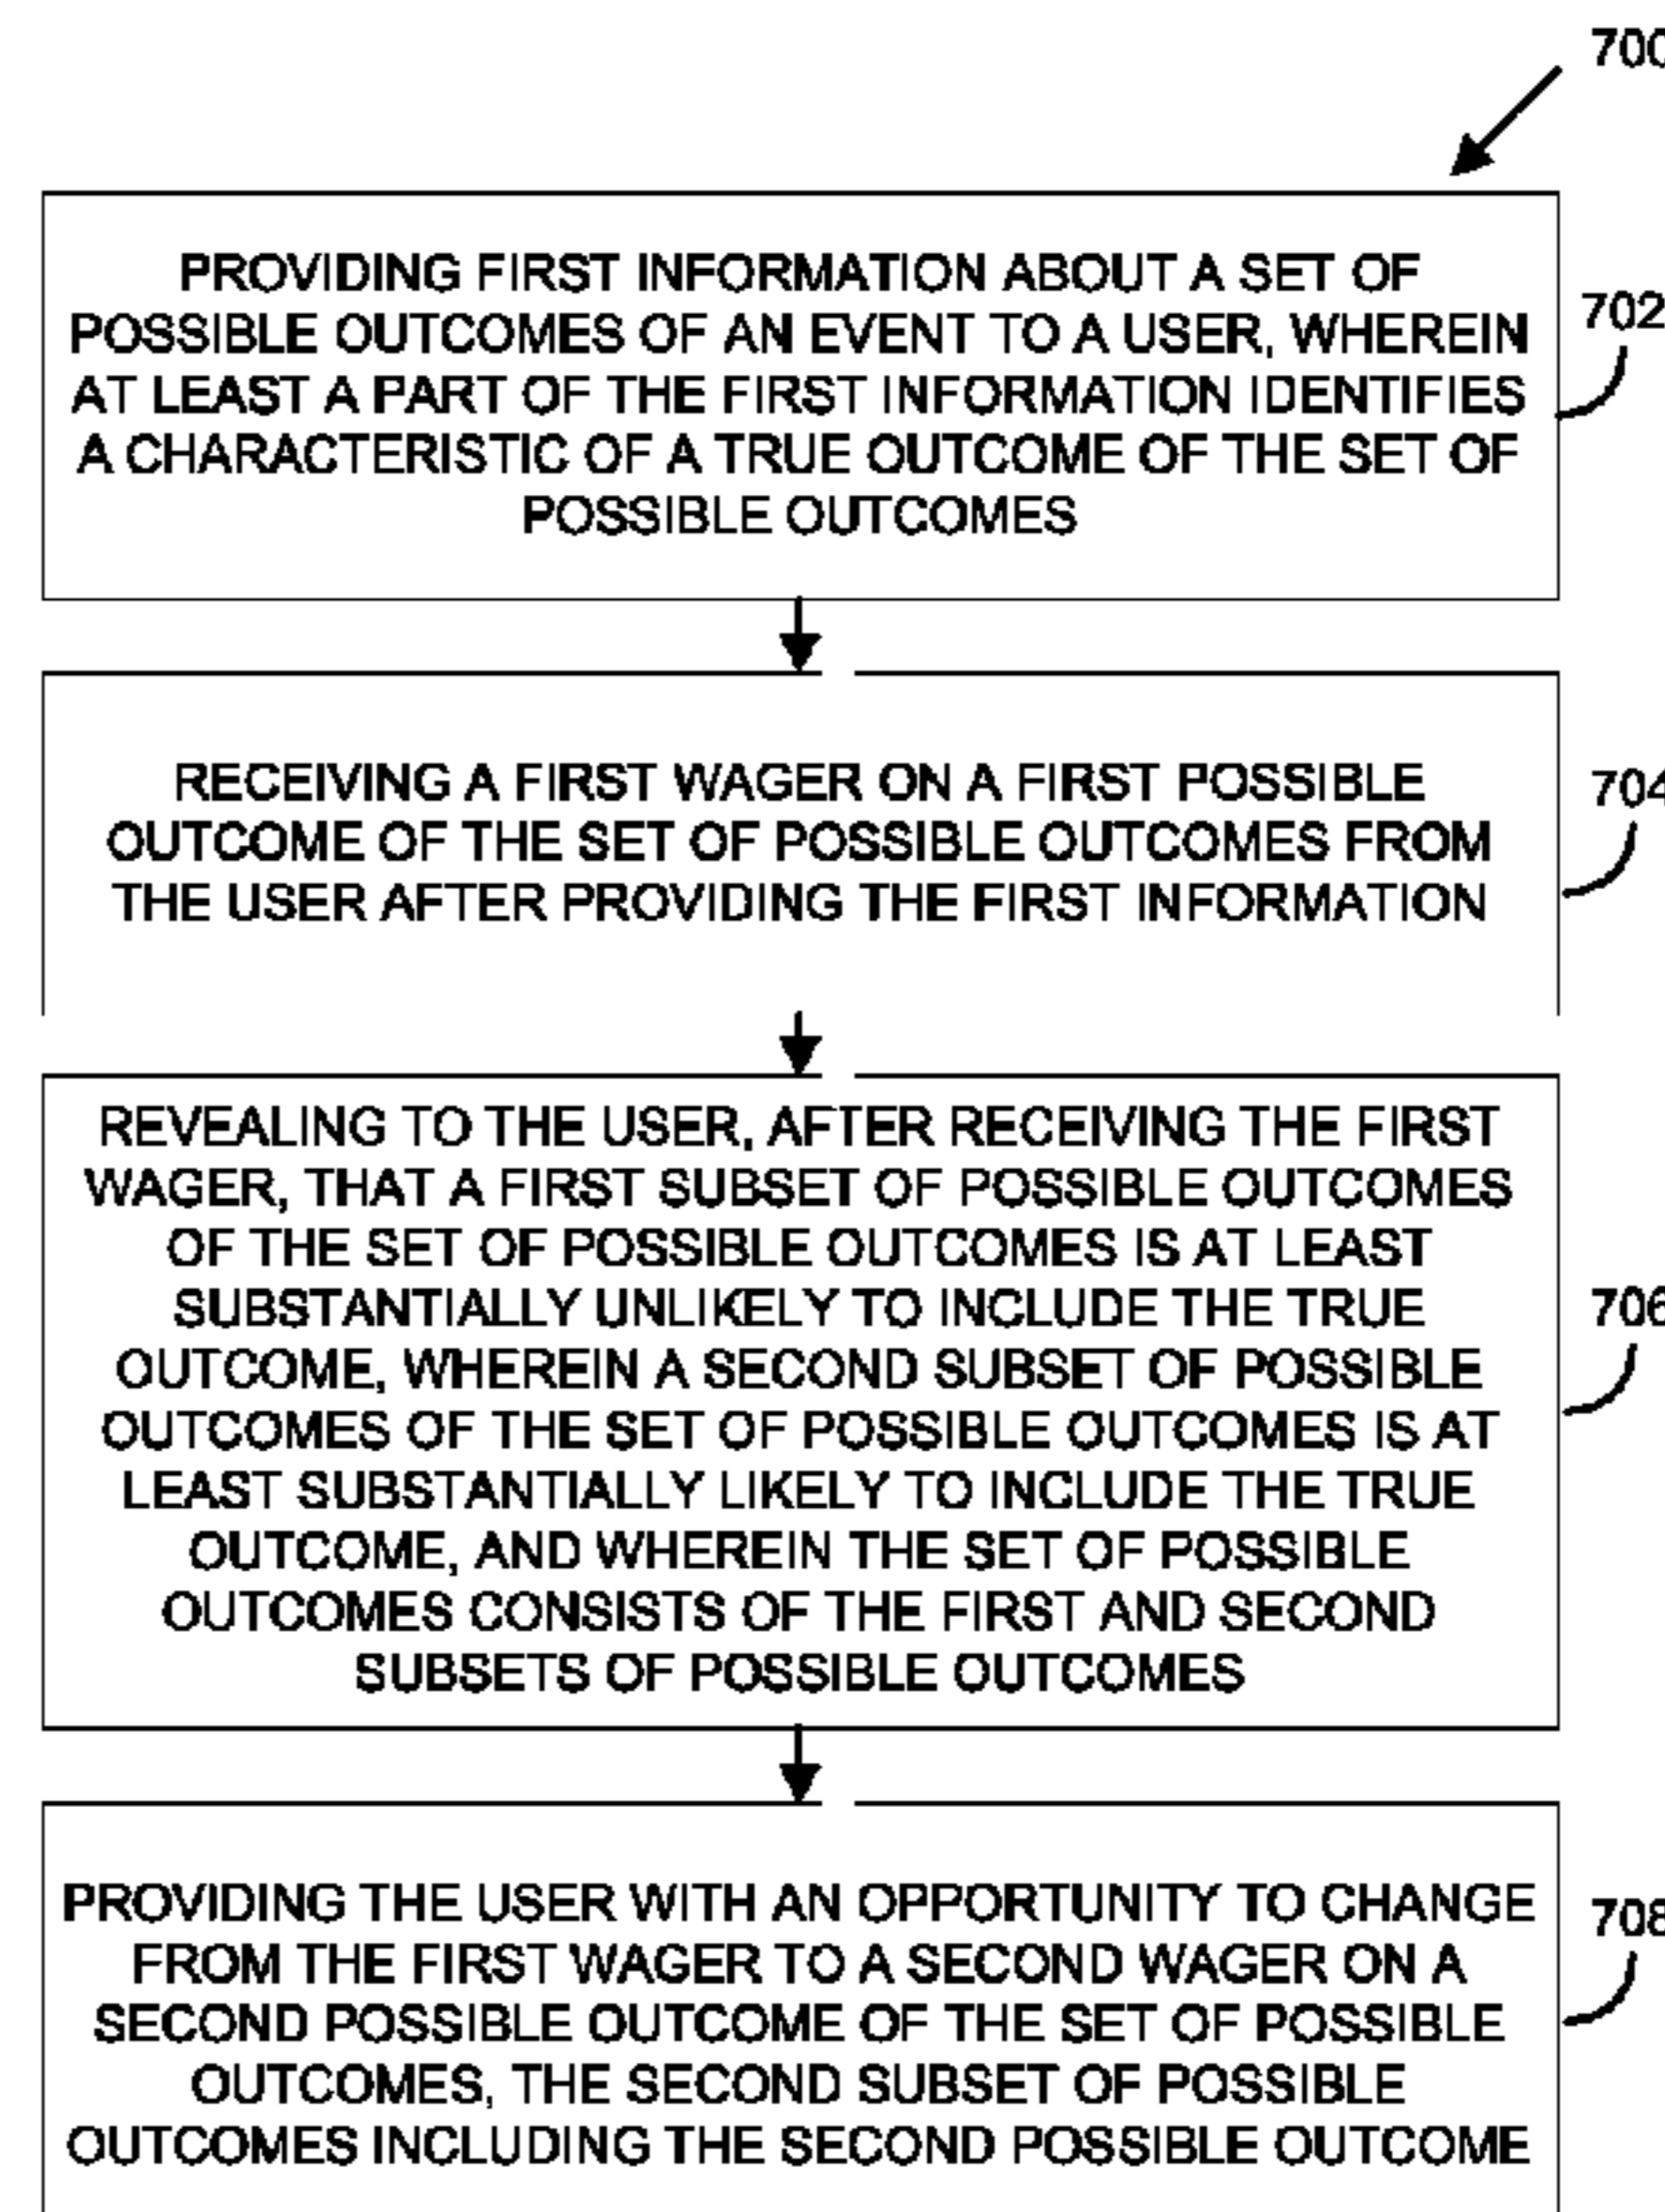 700
PROVIDING FIRST INFORMATION ABOUT A SET OF
POSSIBLE OUTCOMES OF AN EVENT TO A USER, WHEREIN
AT LEAST A PART OF THE FIRST INFORMATION IDENTIFIES
A CHARACTERISTIC OF A TRUE OUTCOME OF THE SET OF
POSSIBLE OUTCOMES
702
RECEIVING A FIRST WAGER ON A FIRST POSSIBLE
OUTCOME OF THE SET OF POSSIBLE OUTCOMES FROM
THE USER AFTER PROVIDING THE FIRST INFORMATION
704
REVEALING TO THE USER, AFTER RECEIVING THE FIRST
WAGER, THAT A FIRST SUBSET OF POSSIBLE OUTCOMES
OF THE SET OF POSSIBLE OUTCOMES IS AT LEAST
SUBSTANTIALLY UNLIKELY TO INCLUDE THE TRUE
OUTCOME, WHEREIN A SECOND SUBSET OF POSSIBLE
OUTCOMES OF THE SET OF POSSIBLE OUTCOMES IS AT
LEAST SUBSTANTIALLY LIKELY TO INCLUDE THE TRUE
OUTCOME, AND WHEREIN THE SET OF POSSIBLE
OUTCOMES CONSISTS OF THE FIRST AND SECOND
SUBSETS OF POSSIBLE OUTCOMES
706
PROVIDING THE USER WITH AN OPPORTUNITY TO CHANGE
FROM THE FIRST WAGER TO A SECOND WAGER ON A
SECOND POSSIBLE OUTCOME OF THE SET OF POSSIBLE
OUTCOMES, THE SECOND SUBSET OF POSSIBLE
OUTCOMES INCLUDING THE SECOND POSSIBLE OUTCOME
708